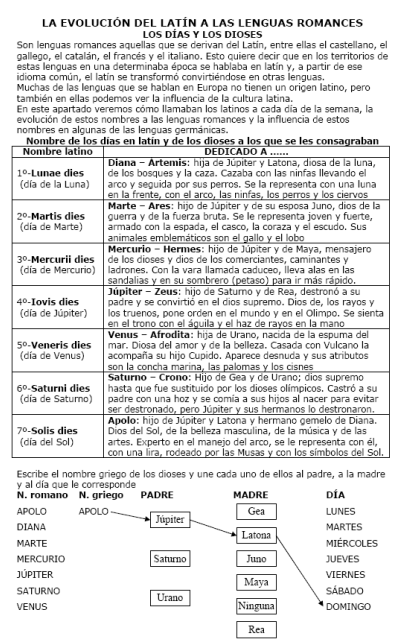 LA EVOLUCIÓN DEL LATÍN A LAS LENGUAS ROMANCES
LOS DÍAS Y LOS DIOSES
Son lenguas romances aquellas que se derivan del Latín, entre ellas el castellano, el
gallego, el catalán, el francés y el italiano. Esto quiere decir que en los territorios de
estas lenguas en una determinaba época se hablaba en latín y, a partir de ese
idioma común, el latín se transformó convirtiéndose en otras lenguas.
Muchas de las lenguas que se hablan en Europa no tienen un origen latino, pero
también en ellas podemos ver la influencia de la cultura latina.
En este apartado veremos cómo llamaban los latinos a cada día de la semana, la
evolución de estos nombres a las lenguas romances y la influencia de estos
nombres en algunas de las lenguas germánicas.
Nombre de los días en latín y de los dioses a los que se les consagraban
Nombre latino DEDICADO A ......
1º-Lunae dies
(día de la Luna)
Diana – Artemis: hija de Júpiter y Latona, diosa de la luna,
de los bosques y la caza. Cazaba con las ninfas llevando el
arco y seguida por sus perros. Se la representa con una luna
en la frente, con el arco, las ninfas, los perros y los ciervos
2º-Martis dies
(día de Marte)
Marte – Ares: hijo de Júpiter y de su esposa Juno, dios de la
guerra y de la fuerza bruta. Se le representa joven y fuerte,
armado con la espada, el casco, la coraza y el escudo. Sus
animales emblemáticos son el gallo y el lobo
3º-Mercurii dies
(día de Mercurio)
Mercurio – Hermes: hijo de Júpiter y de Maya, mensajero
de los dioses y dios de los comerciantes, caminantes y
ladrones. Con la vara llamada caduceo, lleva alas en las
sandalias y en su sombrero (petaso) para ir más rápido.
4º-Iovis dies
(día de Júpiter)
Júpiter – Zeus: hijo de Saturno y de Rea, destronó a su
padre y se convirtió en el dios supremo. Dios de, los rayos y
los truenos, pone orden en el mundo y en el Olimpo. Se sienta
en el trono con el águila y el haz de rayos en la mano
5º-Veneris dies
(día de Venus)
Venus – Afrodita: hija de Urano, nacida de la espuma del
mar. Diosa del amor y de la belleza. Casada con Vulcano la
acompaña su hijo Cupido. Aparece desnuda y sus atributos
son la concha marina, las palomas y los cisnes
6º-Saturni dies
(día de Saturno)
Saturno – Crono: Hijo de Gea y de Urano; dios supremo
hasta que fue sustituido por los dioses olímpicos. Castró a su
padre con una hoz y se comía a sus hijos al nacer para evitar
ser destronado, pero Júpiter y sus hermanos lo destronaron.
7º-Solis dies
(día del Sol)
Apolo: hijo de Júpiter y Latona y hermano gemelo de Diana.
Dios del Sol, de la belleza masculina, de la música y de las
artes. Experto en el manejo del arco, se le representa con él,
con una lira, rodeado por las Musas y con los símbolos del Sol.
Escribe el nombre griego de los dioses y une cada uno de ellos al padre, a la madre
y al día que le corresponde
N. romano N. griego PADRE MADRE DÍA
APOLO APOLO Gea LUNES
Júpiter
DIANA Latona MARTES
MARTE MIÉRCOLES
MERCURIO Saturno Juno JUEVES
JÚPITER Maya VIERNES
SATURNO Urano SÁBADO
VENUS Ninguna DOMINGO
Rea